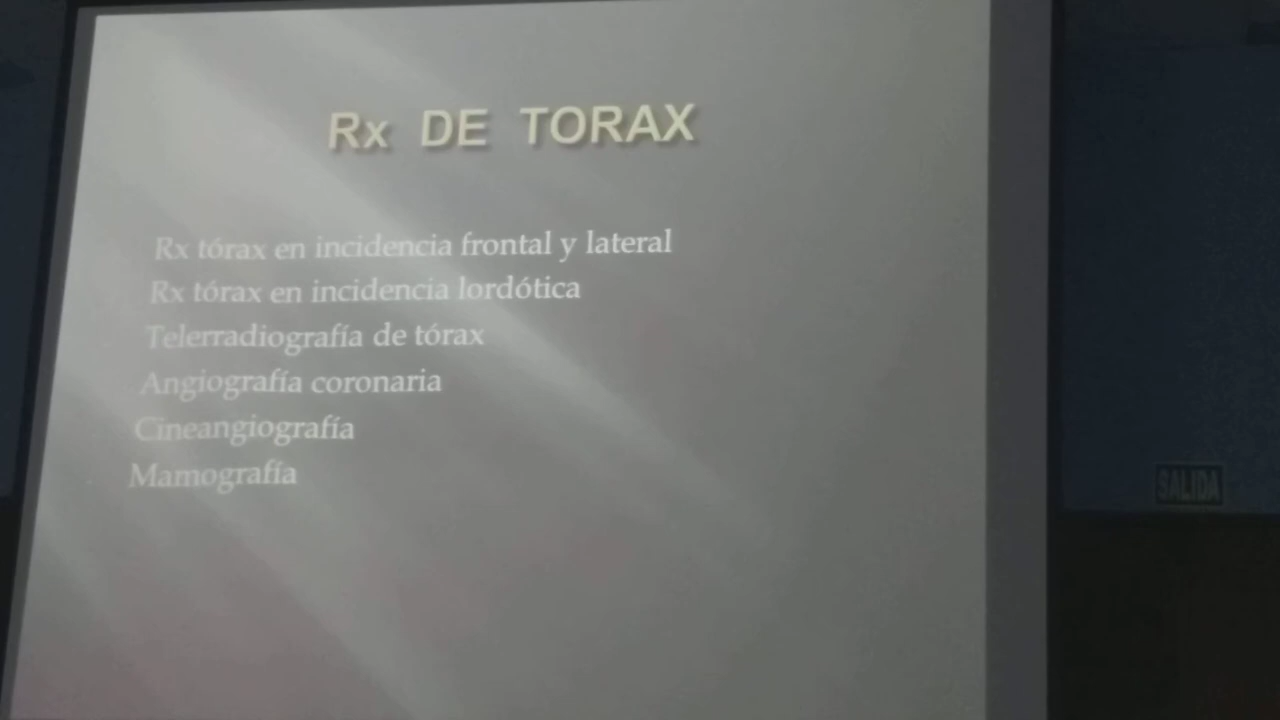 Rx DE TORAX
Rx tórax en incidencia frontal y lateral
Rx tórax en incidencia lordótica
Telerradiografía de tórax
Angiografía coronaria
Cineangiografía
Mamografía
SALIDA